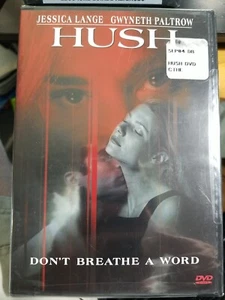 JESSICA LANGE GWYNETH PALTROW
HUSH
HUSH DVD
DON'T BREATHE A WORD
DVD